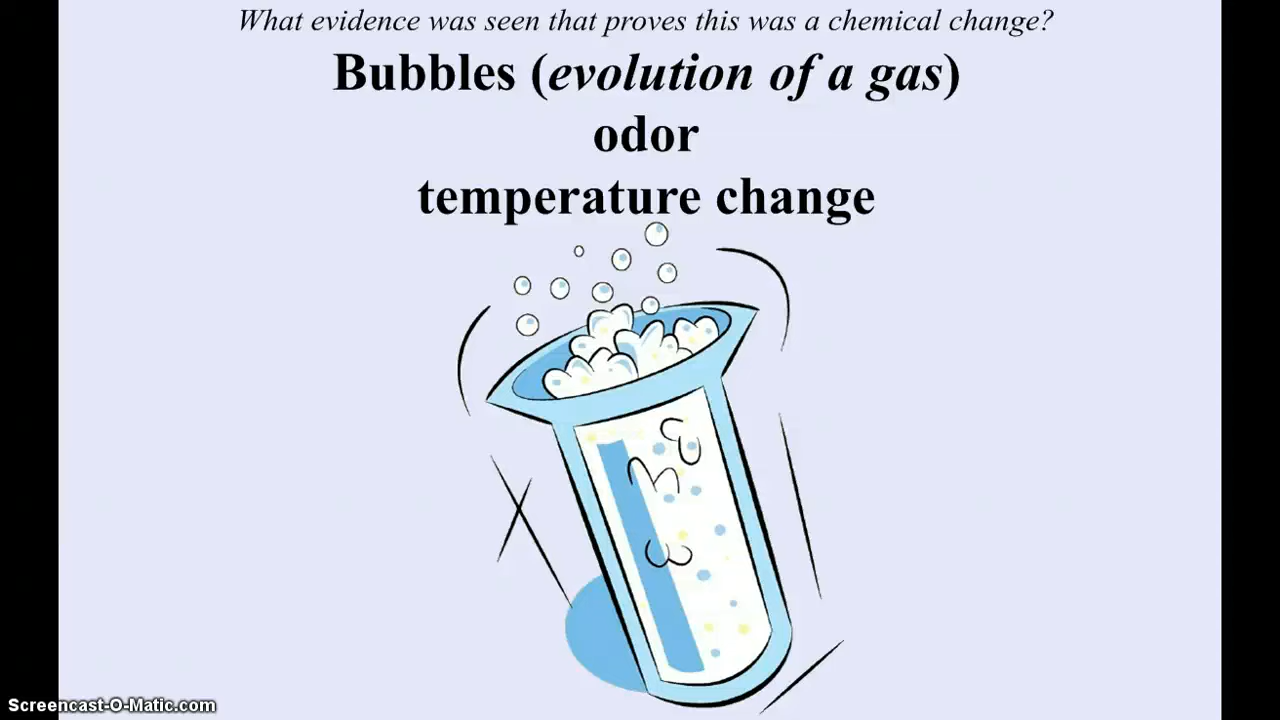 What evidence was seen that proves this was a chemical change?
Bubbles (evolution of a gas)
odor
temperature change
Screencast-O-Matic.com